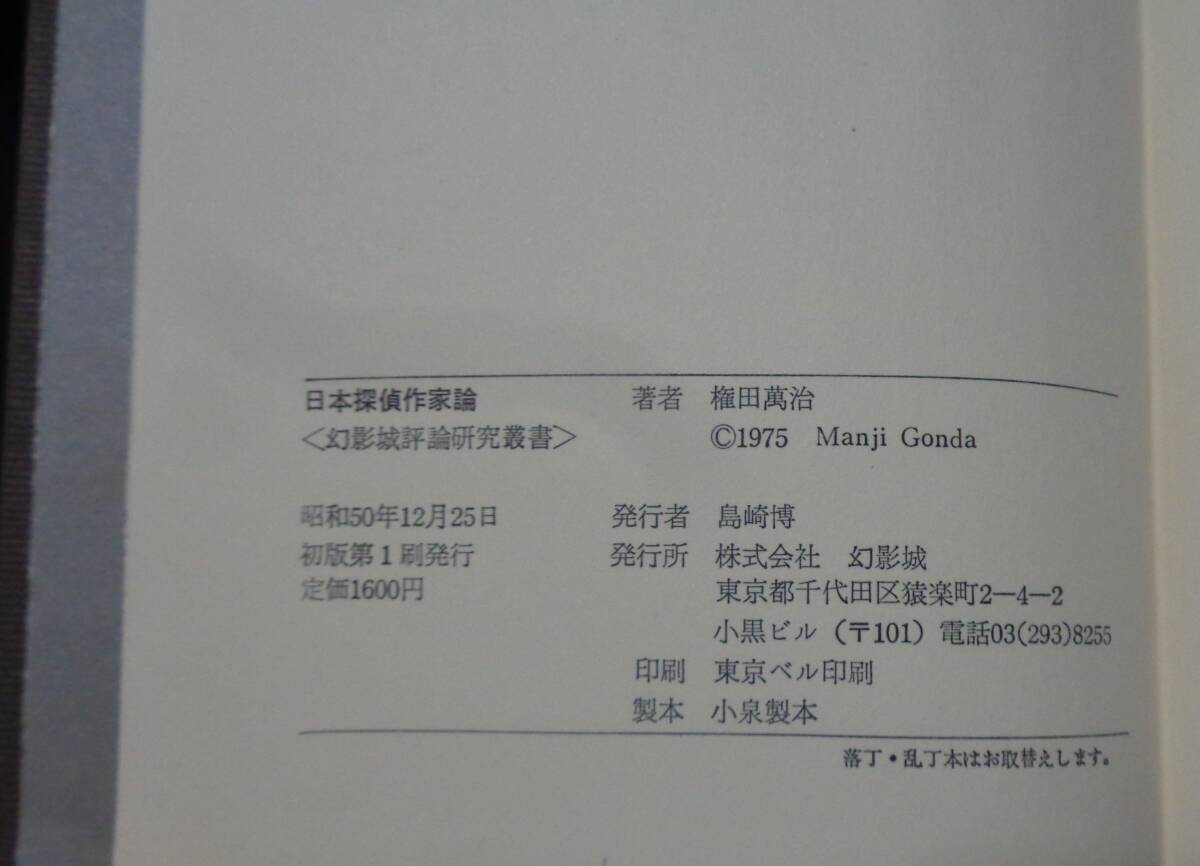 日本探偵作家論
<幻影城評論研究叢書>
著者 権田萬治
©1975 Manji Gonda
昭和50年12月25日
初版第1刷発行
定価1600円
発行者 島崎博
発行所 株式会社 幻影城
東京都千代田区猿楽町2—4—2
小黒ビル (〒101) 電話03(293)8255
印刷 東京ベル印刷
製本 小泉製本
落丁・乱丁本はお取替えします。